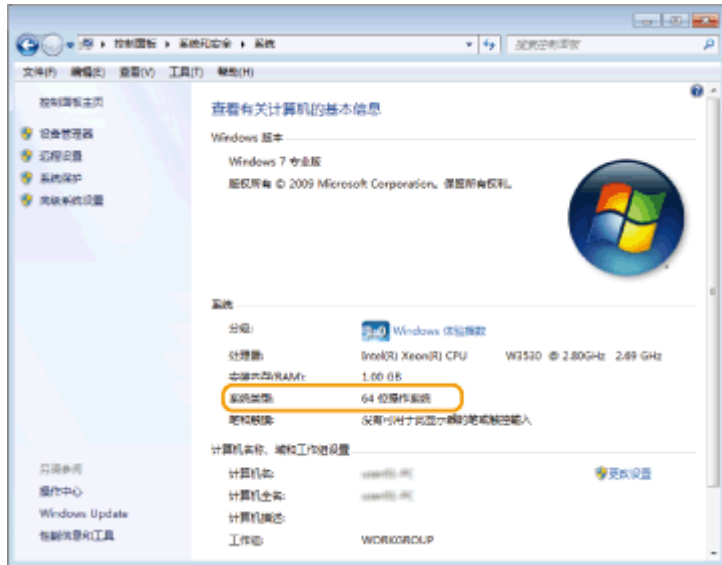 控制面板 ▸ 系统和安全 ▸ 系统
搜索控制面板
文件(F) 编辑(E) 查看(V) 工具(T) 帮助(H)
控制面板主页
设备管理器
远程设置
系统保护
高级系统设置
查看有关计算机的基本信息
Windows 版本
Windows 7 专业版
版权所有 © 2009 Microsoft Corporation。保留所有权利。
系统
分级:
Windows 体验指数
处理器: Intel(R) Xeon(R) CPU W3530 @ 2.80GHz 2.69 GHz
安装内存(RAM): 1.00 GB
系统类型: 64 位操作系统
笔和触摸: 没有可用于此显示器的笔或触控输入
计算机名称、域和工作组设置
计算机名:
更改设置
计算机全名:
计算机描述:
工作组: WORKGROUP
另请参阅
操作中心
Windows Update
性能信息和工具